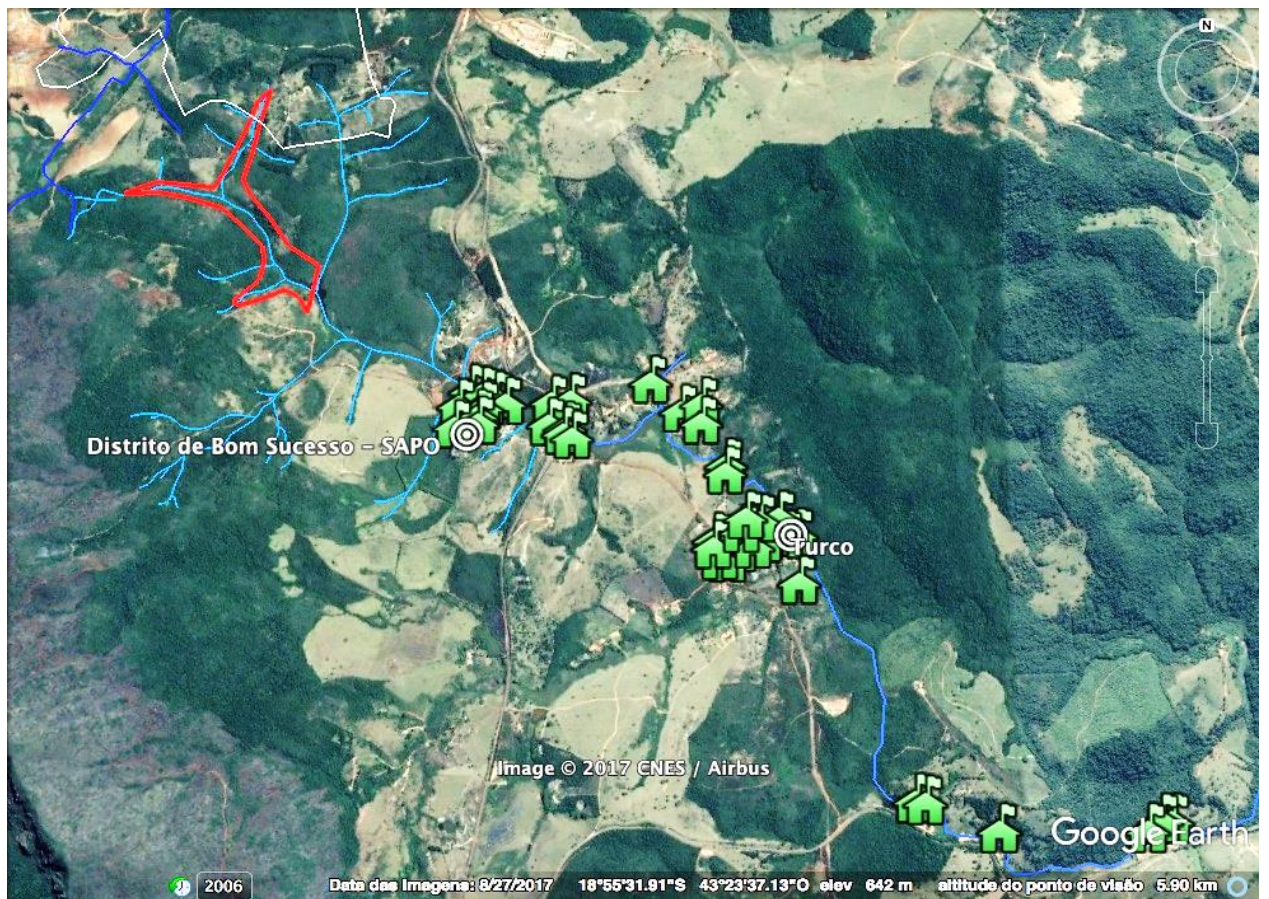 N
Distrito de Bom Sucesso - SAPO
Turco
Image © 2017 CNES / Airbus
Google Earth
2006
Data das imagens: 8/27/2017 18°55'31.91"S 43°23'37.13"O elev 642 m altitude do ponto de visão 5.90 km